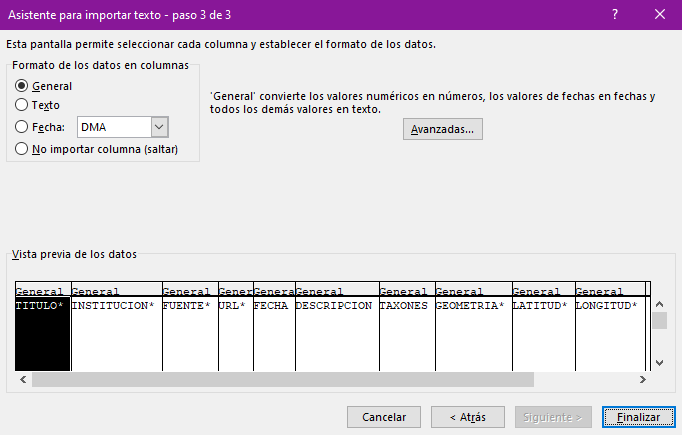 Asistente para importar texto - paso 3 de 3
? ×
Esta pantalla permite seleccionar cada columna y establecer el formato de los datos.
Formato de los datos en columnas
General
Texto
Fecha: DMA
No importar columna (saltar)
'General' convierte los valores numéricos en números, los valores de fechas en fechas y
todos los demás valores en texto.
Avanzadas...
Vista previa de los datos
General General General Gener Genera General General General General General
TITULO* INSTITUCION* FUENTE* URL* FECHA DESCRIPCION TAXONES GEOMETRIA* LATITUD* LONGITUD*
Cancelar < Atrás Siguiente > Finalizar